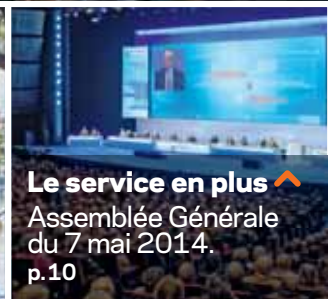 Le service en plus
Assemblée Générale
du 7 mai 2014.
p.10